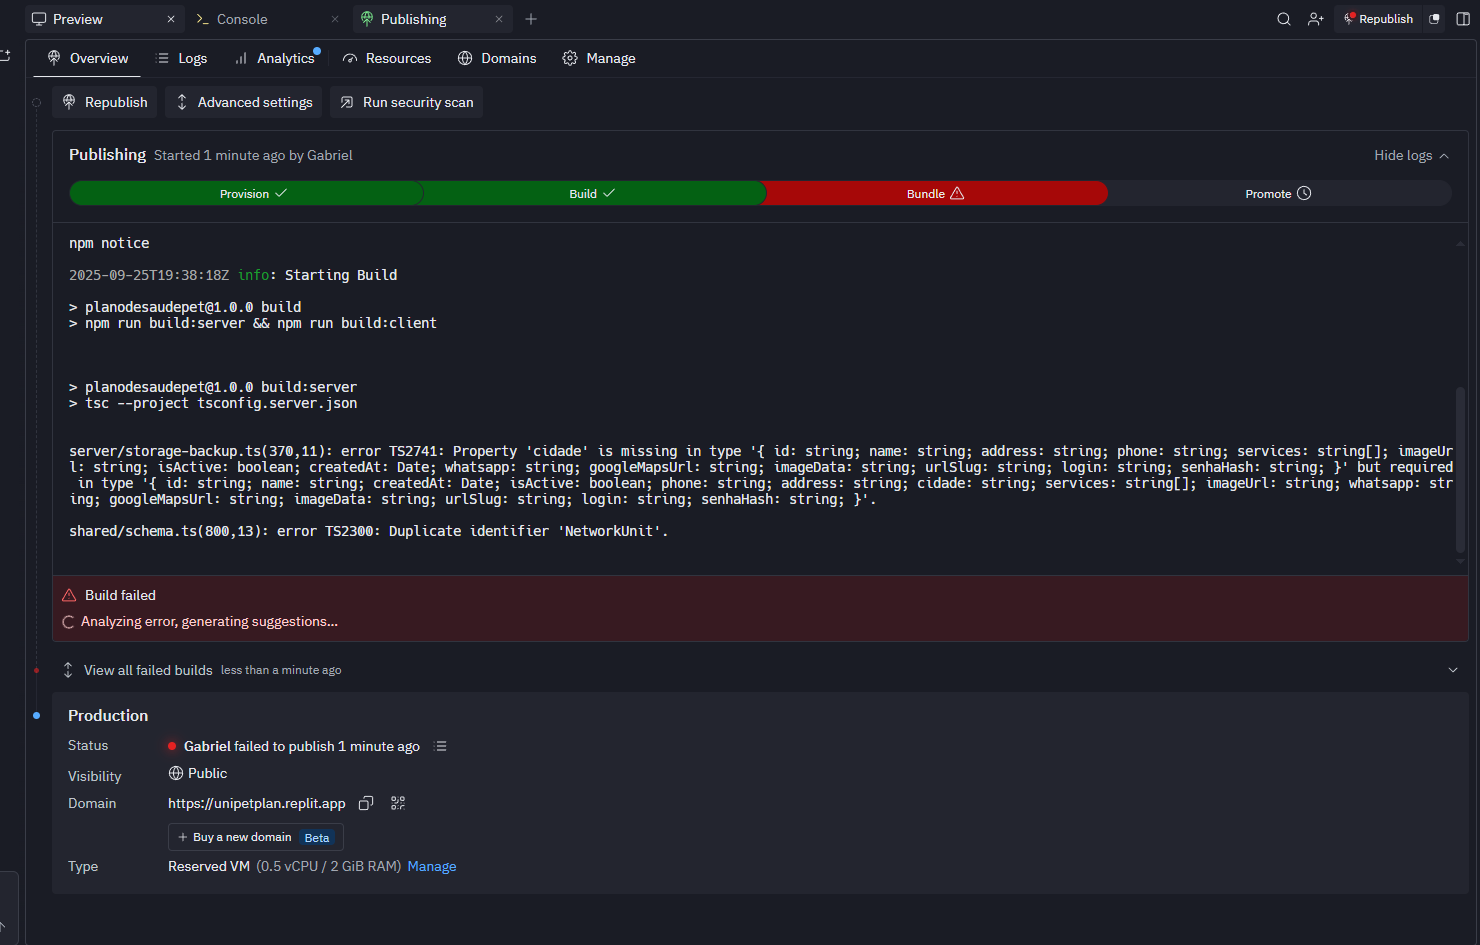 Preview
Console
Publishing
Republish
Overview
Logs
Analytics
Resources
Domains
Manage
Republish
Advanced settings
Run security scan
Publishing Started 1 minute ago by Gabriel
Hide logs
Provision
Build
Bundle
Promote
npm notice
2025-09-25T19:38:18Z info: Starting Build
> planodesaudepet@1.0.0 build
> npm run build:server && npm run build:client
> planodesaudepet@1.0.0 build:server
> tsc --project tsconfig.server.json
server/storage-backup.ts(370,11): error TS2741: Property 'cidade' is missing in type '{ id: string; name: string; address: string; phone: string; services: string[]; imageUr
l: string; isActive: boolean; createdAt: Date; whatsapp: string; googleMapsUrl: string; imageData: string; urlSlug: string; login: string; senhaHash: string; }' but required
in type '{ id: string; name: string; createdAt: Date; isActive: boolean; phone: string; address: string; cidade: string; services: string[]; imageUrl: string; whatsapp: str
ing; googleMapsUrl: string; imageData: string; urlSlug: string; login: string; senhaHash: string; }'.
shared/schema.ts(800,13): error TS2300: Duplicate identifier 'NetworkUnit'.
Build failed
Analyzing error, generating suggestions...
View all failed builds less than a minute ago
Production
Status Gabriel failed to publish 1 minute ago
Visibility Public
Domain https://unipetplan.replit.app
+ Buy a new domain Beta
Type Reserved VM (0.5 vCPU / 2 GiB RAM) Manage